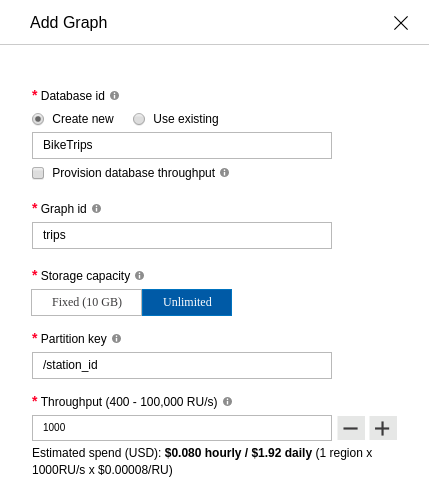 Add Graph
* Database id
Create new Use existing
BikeTrips
Provision database throughput
* Graph id
trips
* Storage capacity
Fixed (10 GB) Unlimited
* Partition key
/station_id
* Throughput (400 - 100,000 RU/s)
1000
Estimated spend (USD): $0.080 hourly / $1.92 daily (1 region x
1000RU/s x $0.00008/RU)